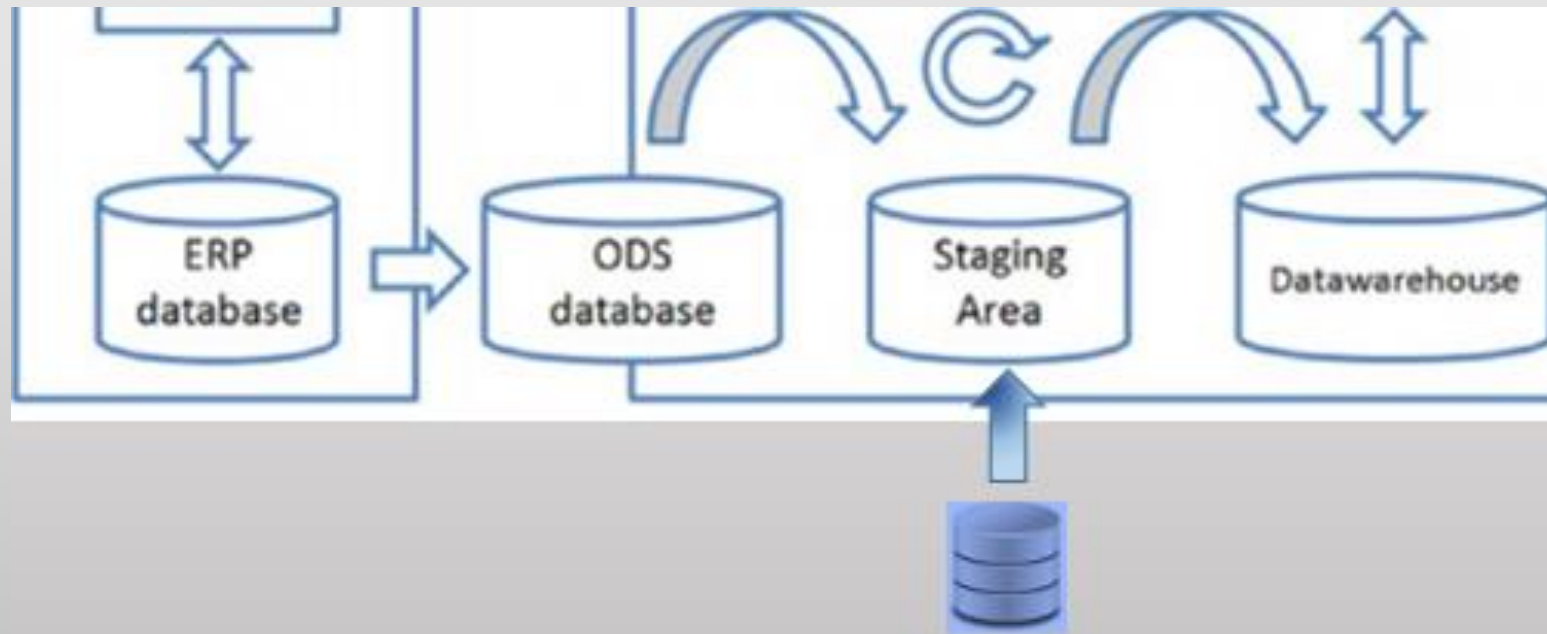 ERP
database
ODS
database
Staging
Area
Datawarehouse